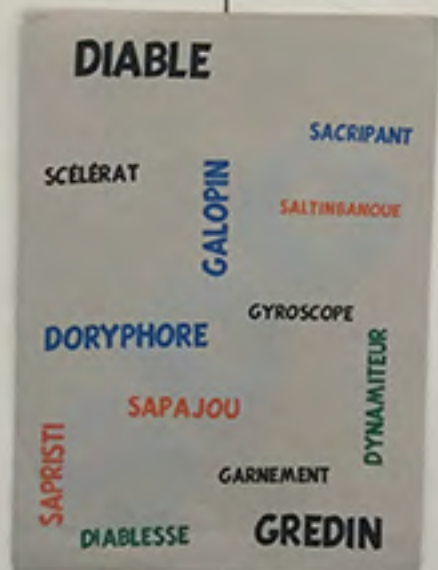 DIABLE
SACRIPANT
SCÉLÉRAT
GALOPIN
SALTINBANQUE
GYROSCOPE
DORYPHORE
DYNAMITEUR
SAPAJOU
SAPRISTI
GARNEMENT
DIABLESSE
GREDIN